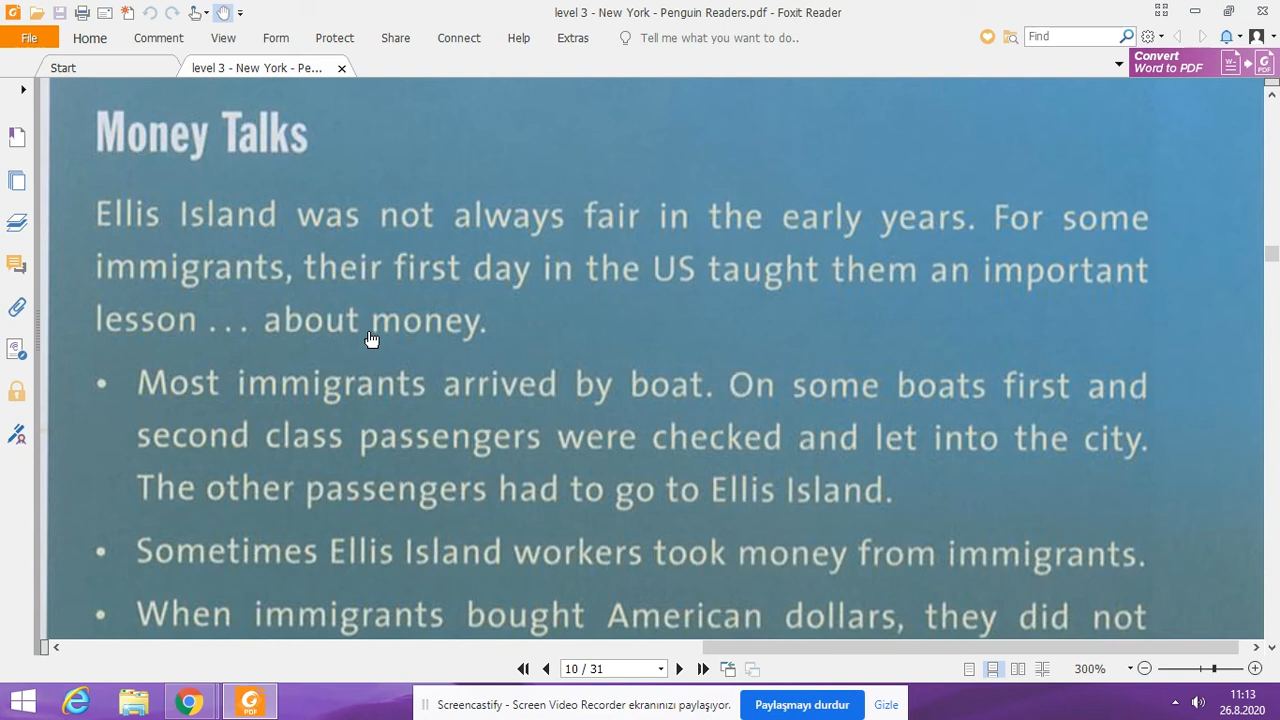 level 3 - New York - Penguin Readers.pdf - Foxit Reader
File Home Comment View Form Protect Share Connect Help Extras Tell me what you want to do.. Find
Start level 3 - New York - Pe...
Convert
Word to PDF
Money Talks
Ellis Island was not always fair in the early years. For some
immigrants, their first day in the US taught them an important
lesson ... about money.
• Most immigrants arrived by boat. On some boats first and
second class passengers were checked and let into the city.
The other passengers had to go to Ellis Island.
• Sometimes Ellis Island workers took money from immigrants.
• When immigrants bought American dollars, they did not
10 / 31 300%
PDF
Screencastify - Screen Video Recorder ekranınızı paylaşıyor. Paylaşmayı durdur Gizle
11:13
26.8.2020